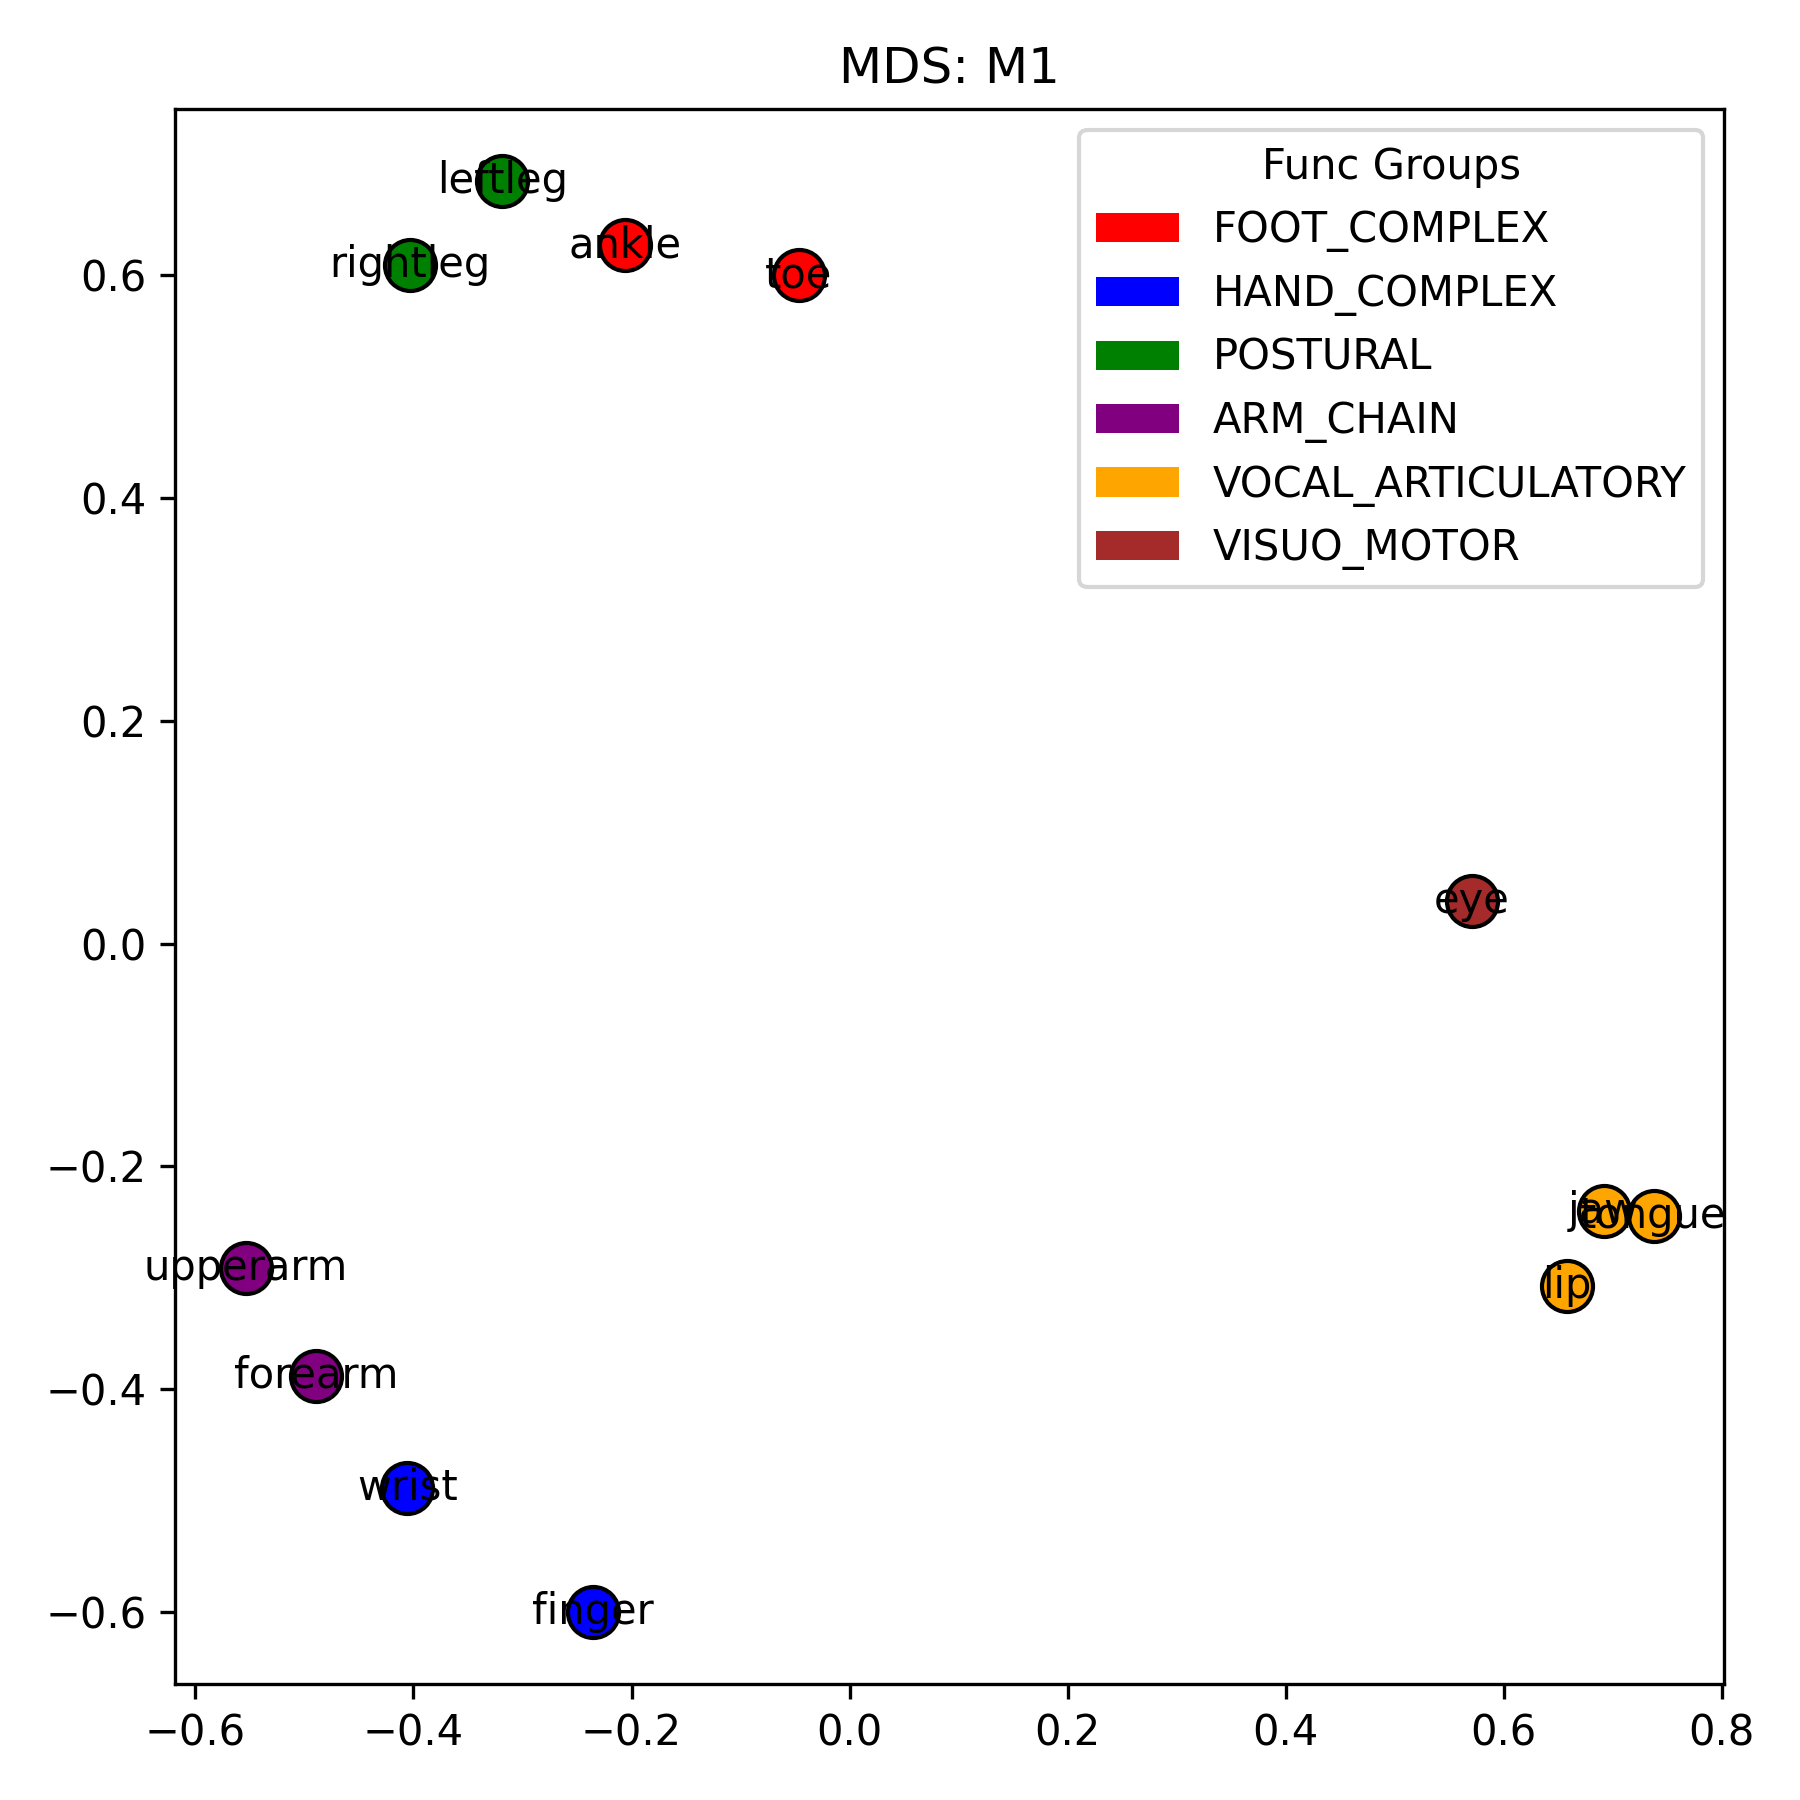 MDS: M1
Func Groups
FOOT_COMPLEX
HAND_COMPLEX
POSTURAL
ARM_CHAIN
VOCAL_ARTICULATORY
VISUO_MOTOR
leftleg
ankle
rightleg
toe
eye
jaw
tongue
lip
upperarm
forearm
wrist
finger
0.6
0.4
0.2
0.0
−0.2
−0.4
−0.6
−0.6 −0.4 −0.2 0.0 0.2 0.4 0.6 0.8